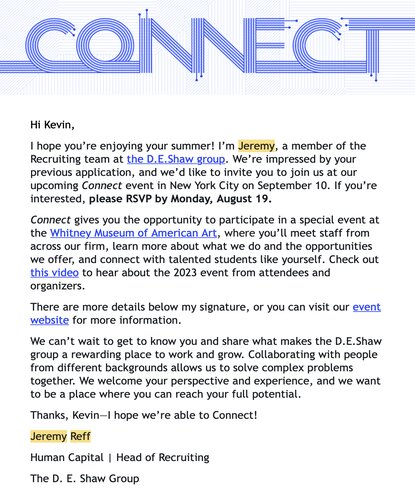 CONNECT
Hi Kevin,
I hope you're enjoying your summer! I'm Jeremy, a member of the
Recruiting team at the D.E.Shaw group. We're impressed by your
previous application, and we'd like to invite you to join us at our
upcoming Connect event in New York City on September 10. If you're
interested, please RSVP by Monday, August 19.
Connect gives you the opportunity to participate in a special event at
the Whitney Museum of American Art, where you'll meet staff from
across our firm, learn more about what we do and the opportunities
we offer, and connect with talented students like yourself. Check out
this video to hear about the 2023 event from attendees and
organizers.
There are more details below my signature, or you can visit our event
website for more information.
We can't wait to get to know you and share what makes the D.E.Shaw
group a rewarding place to work and grow. Collaborating with people
from different backgrounds allows us to solve complex problems
together. We welcome your perspective and experience, and we want
to be a place where you can reach your full potential.
Thanks, Kevin—I hope we're able to Connect!
Jeremy Reff
Human Capital | Head of Recruiting
The D. E. Shaw Group